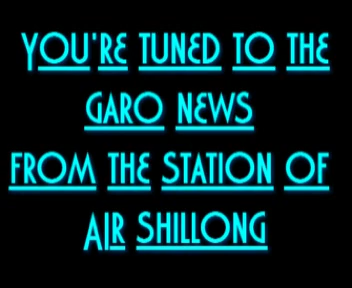 YOU'RE TUNED TO THE
GARO NEWS
FROM THE STATION OF
AIR SHILLONG